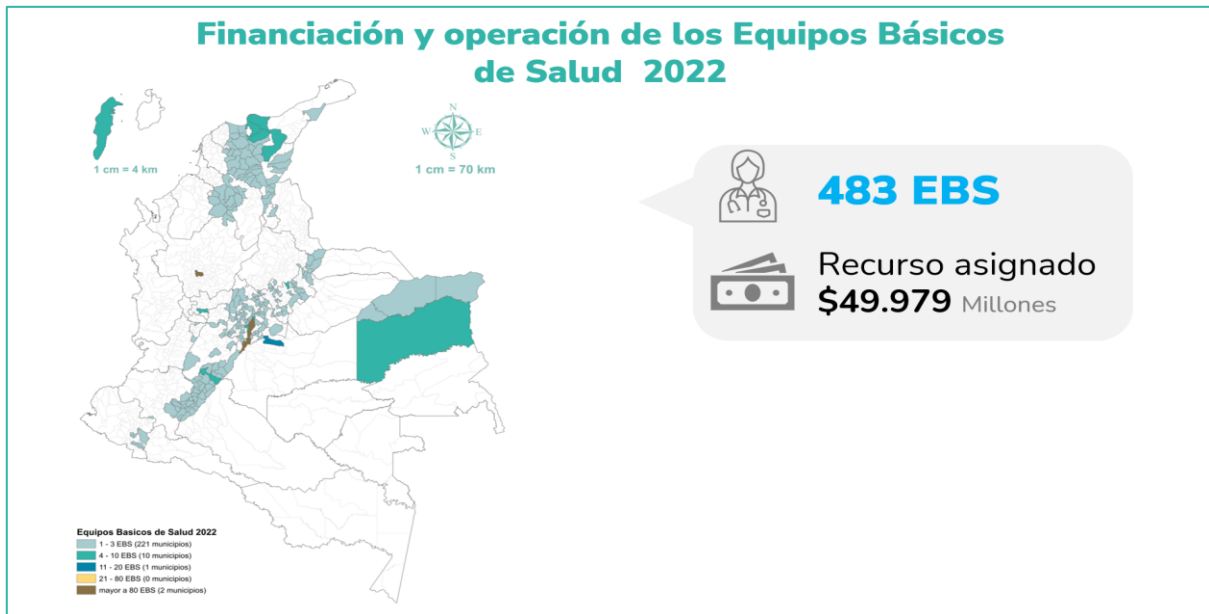 Financiación y operación de los Equipos Básicos
de Salud 2022
N
W E
S
1 cm = 4 km
1 cm = 70 km
483 EBS
Recurso asignado
$49.979 Millones
Equipos Basicos de Salud 2022
1 - 3 EBS (221 municipios)
4 - 10 EBS (10 municipios)
11 - 20 EBS (1 municipios)
21 - 80 EBS (0 municipios)
mayor a 80 EBS (2 municipios)